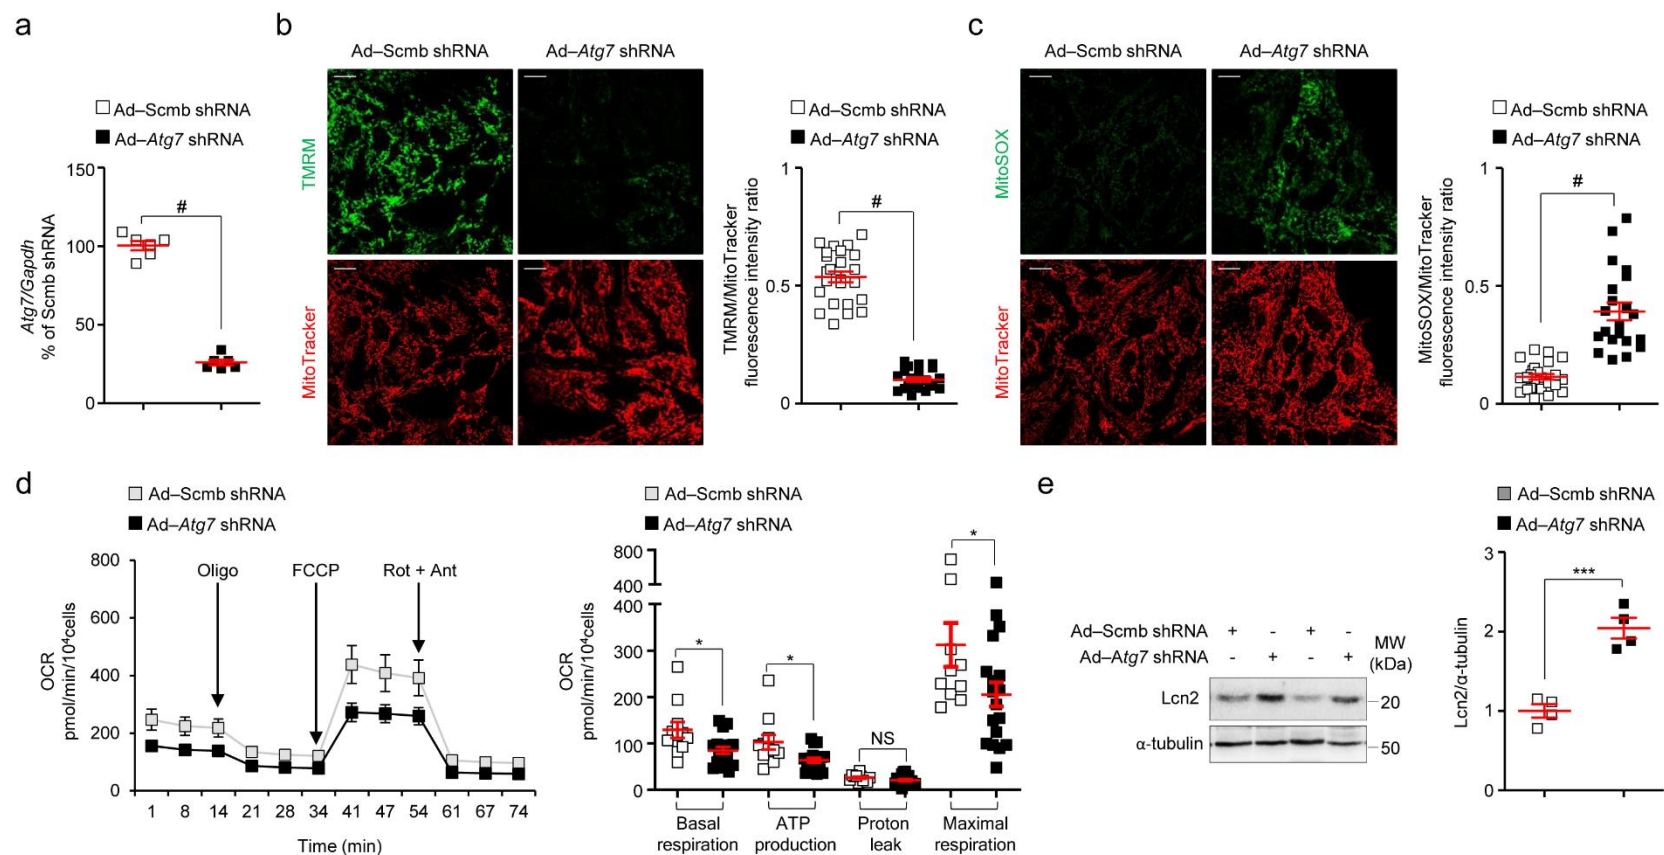 a
Ad–Scmb shRNA
Ad–Atg7 shRNA
Atg7/Gapdh
% of Scmb shRNA
150
100
50
0
#
b
Ad–Scmb shRNA
Ad–Atg7 shRNA
TMRM
MitoTracker
Ad–Scmb shRNA
Ad–Atg7 shRNA
TMRM/MitoTracker
fluorescence intensity ratio
1
0.5
0
#
c
Ad–Scmb shRNA
Ad–Atg7 shRNA
MitoSOX
MitoTracker
Ad–Scmb shRNA
Ad–Atg7 shRNA
MitoSOX/MitoTracker
fluorescence intensity ratio
1
0.5
0
#
d
Ad–Scmb shRNA
Ad–Atg7 shRNA
OCR
pmol/min/10⁴cells
800
600
400
200
0
Oligo
FCCP
Rot + Ant
1 8 14 21 28 34 41 47 54 61 67 74
Time (min)
Ad–Scmb shRNA
Ad–Atg7 shRNA
OCR
pmol/min/10⁴cells
800
400
400
300
200
100
0
*
*
NS
*
Basal
respiration
ATP
production
Proton
leak
Maximal
respiration
e
Ad–Scmb shRNA + - + -
Ad–Atg7 shRNA - + - +
MW
(kDa)
Lcn2
20
α-tubulin
50
Ad–Scmb shRNA
Ad–Atg7 shRNA
Lcn2/α-tubulin
3
2
1
0
***